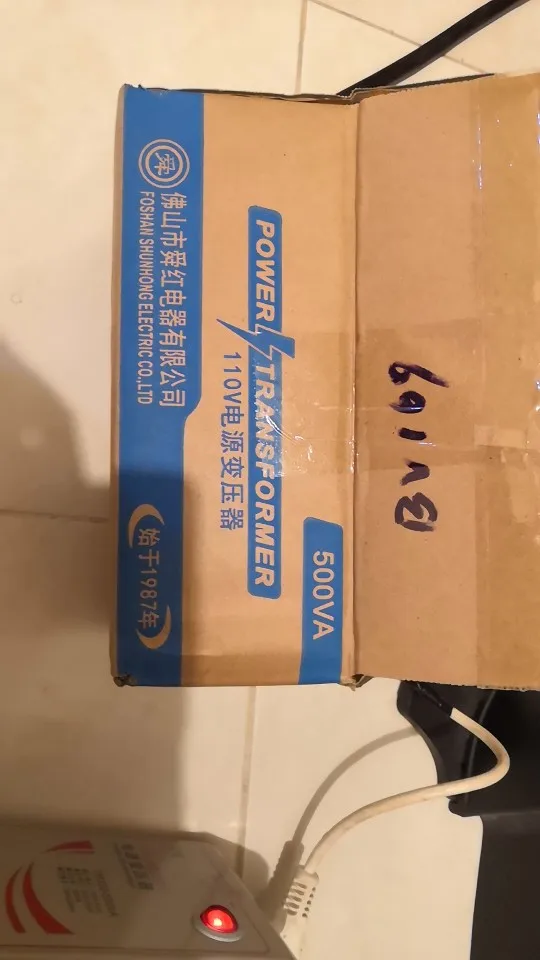 舜
佛山市舜红电器有限公司
FOSHAN SHUNHONG ELECTRIC CO.,LTD
始于1987年
POWER TRANSFORMER
110V电源变压器
500VA